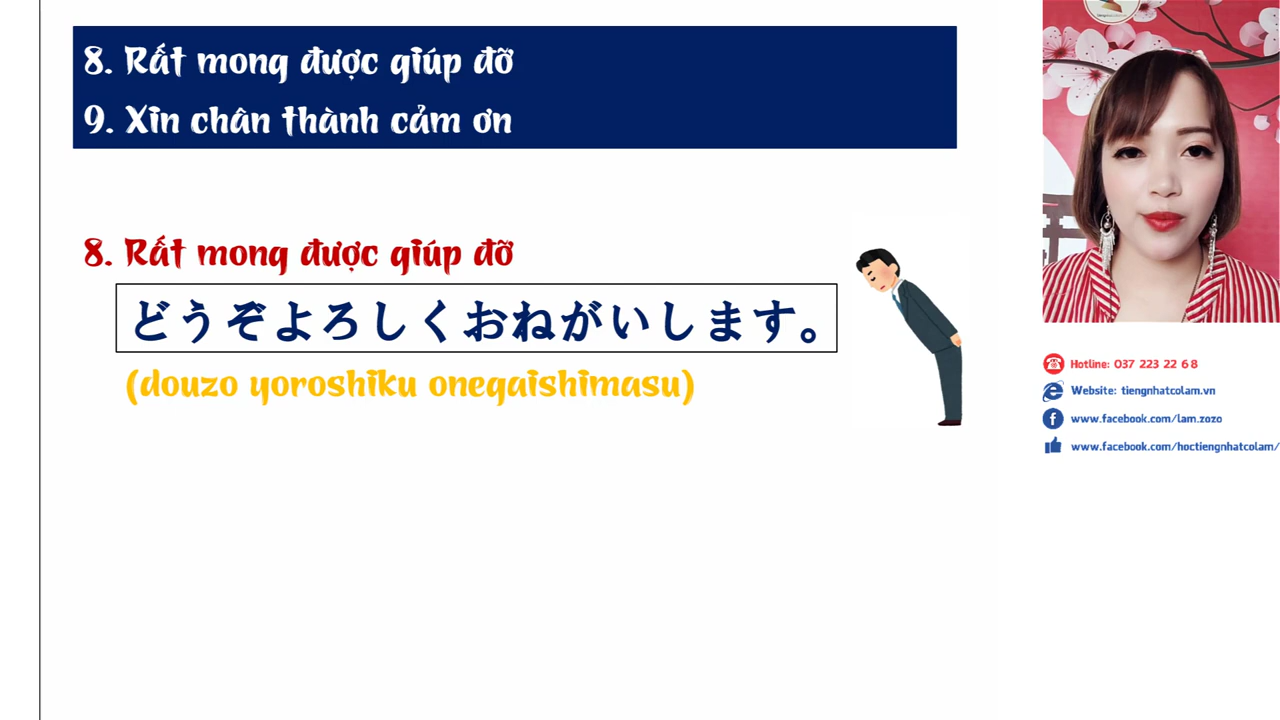 8. Rất mong được giúp đỡ
9. Xin chân thành cảm ơn
8. Rất mong được giúp đỡ
どうぞよろしくおねがいします。
(douzo yoroshiku onegaishimasu)
Hotline: 037 223 22 68
Website: tiengnhatcolam.vn
www.facebook.com/lam.zozo
www.facebook.com/hoctiengnhatcolam/